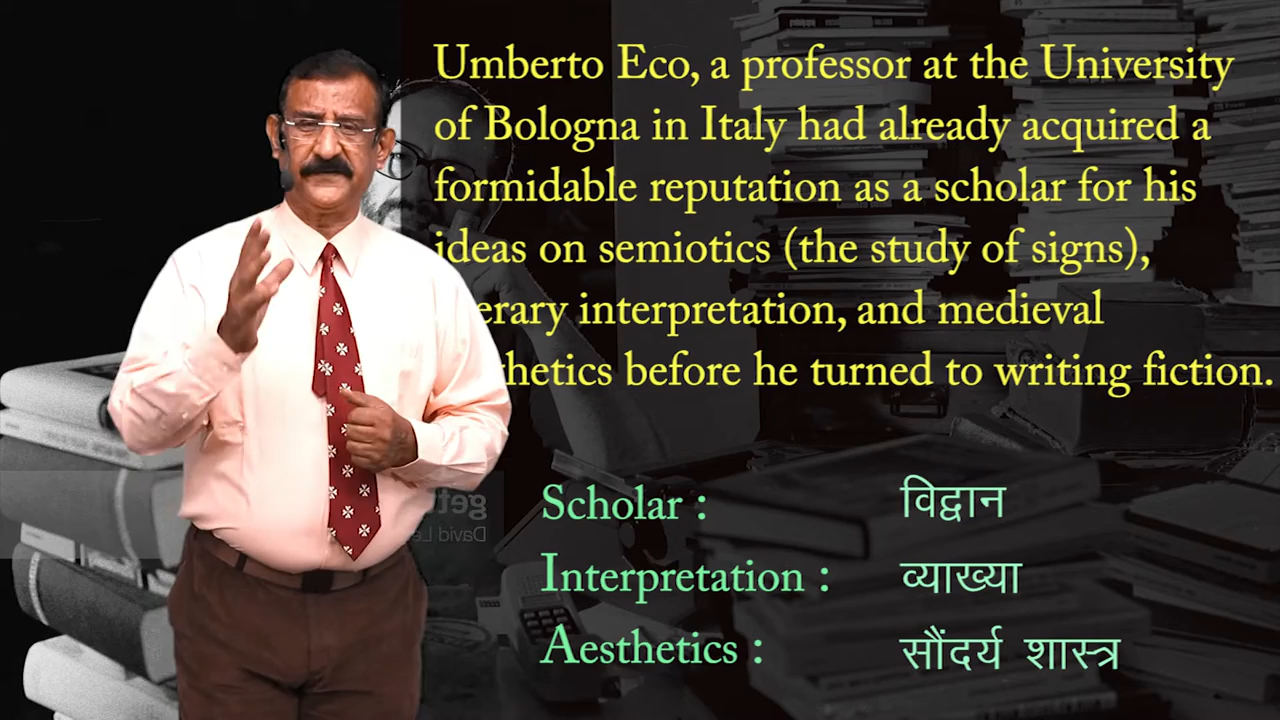 Umberto Eco, a professor at the University
of Bologna in Italy had already acquired a
formidable reputation as a scholar for his
ideas on semiotics (the study of signs),
interpretation, and medieval
before he turned to writing fiction.
Scholar : विद्वान
Interpretation : व्याख्या
Aesthetics : सौंदर्य शास्त्र